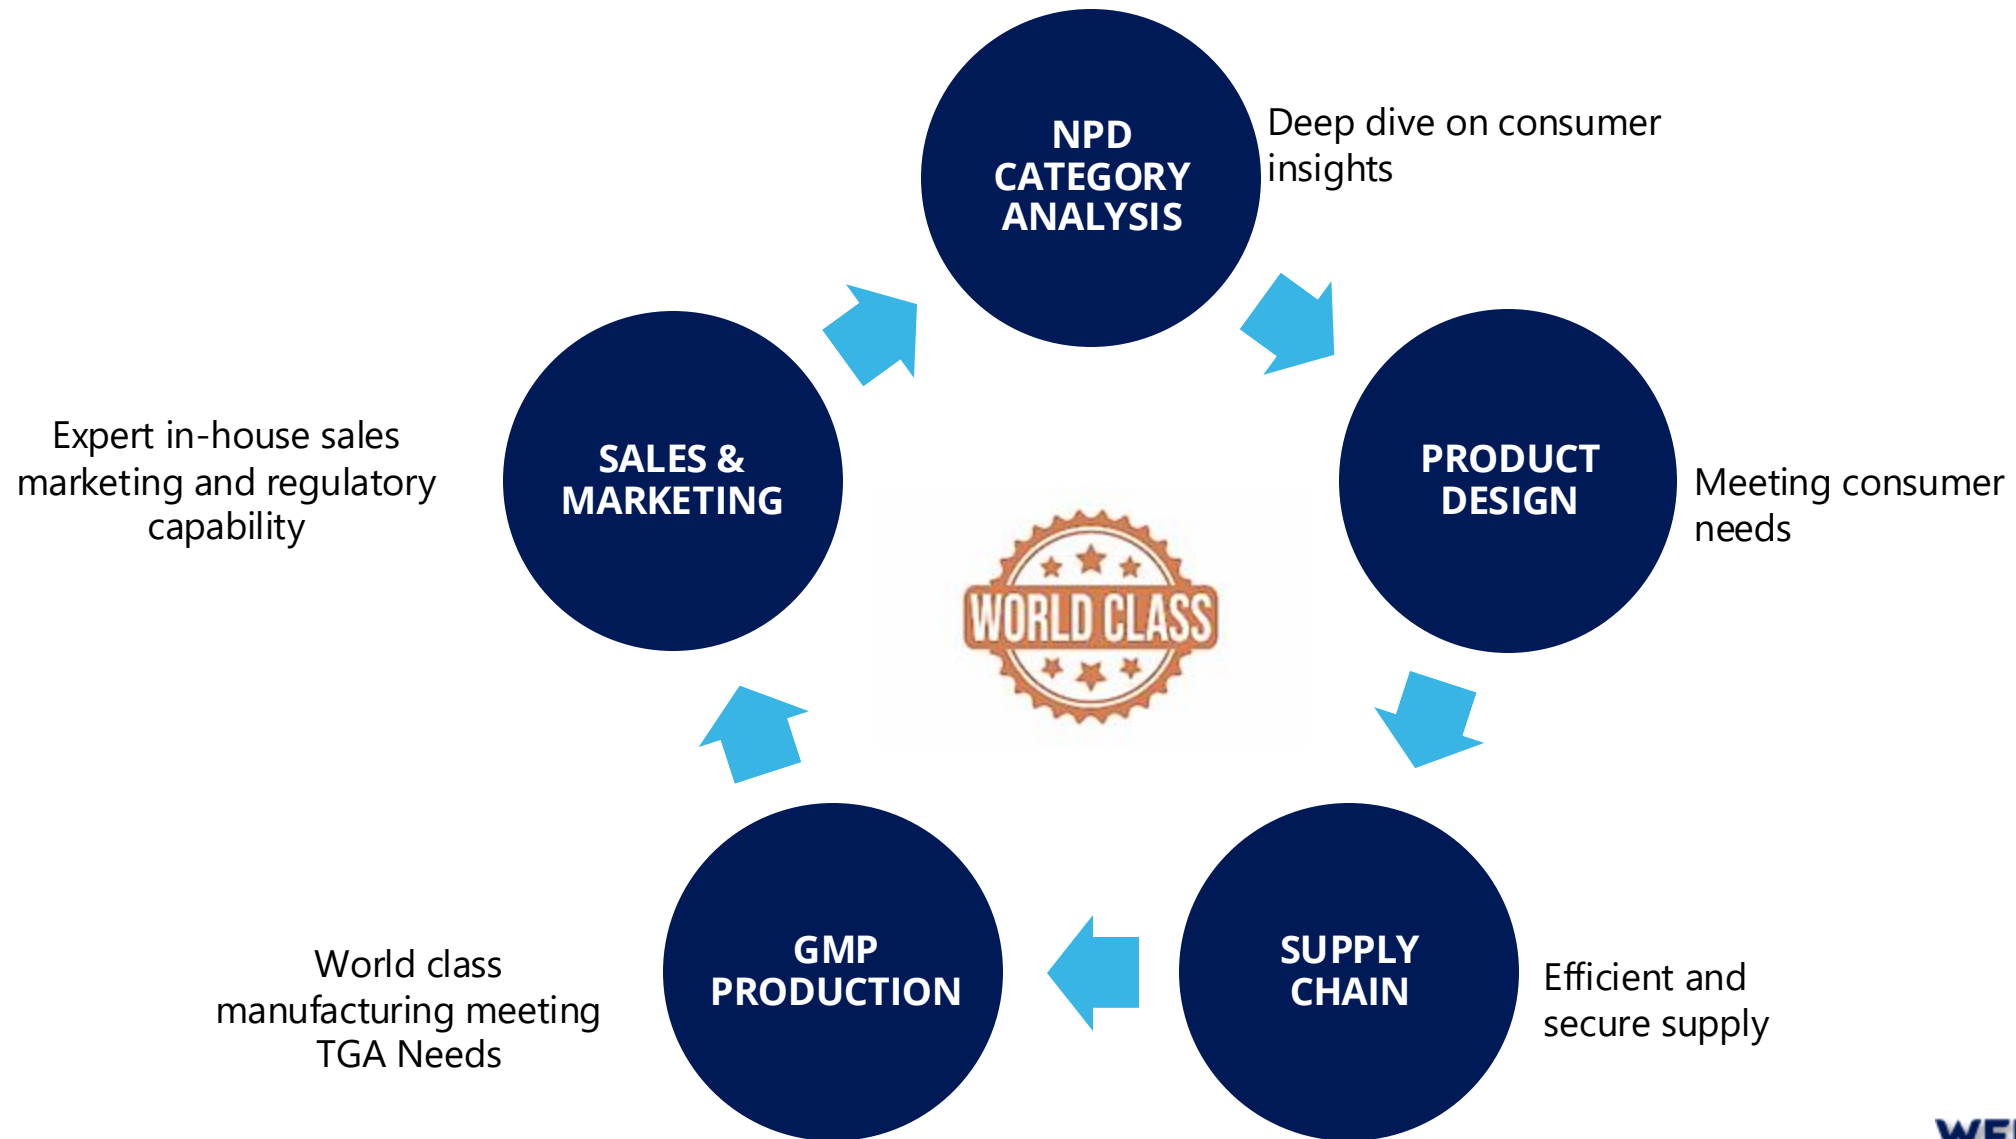 NPD
CATEGORY
ANALYSIS
Deep dive on consumer
insights
PRODUCT
DESIGN
Meeting consumer
needs
SUPPLY
CHAIN
Efficient and
secure supply
GMP
PRODUCTION
World class
manufacturing meeting
TGA Needs
SALES &
MARKETING
Expert in-house sales
marketing and regulatory
capability
WORLD CLASS